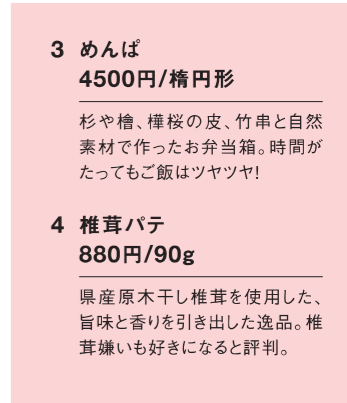 3 めんぱ
4500円/楕円形
杉や檜、樺桜の皮、竹串と自然
素材で作ったお弁当箱。時間が
たってもご飯はツヤツヤ!
4 椎茸パテ
880円/90g
県産原木干し椎茸を使用した、
旨味と香りを引き出した逸品。椎
茸嫌いも好きになると評判。